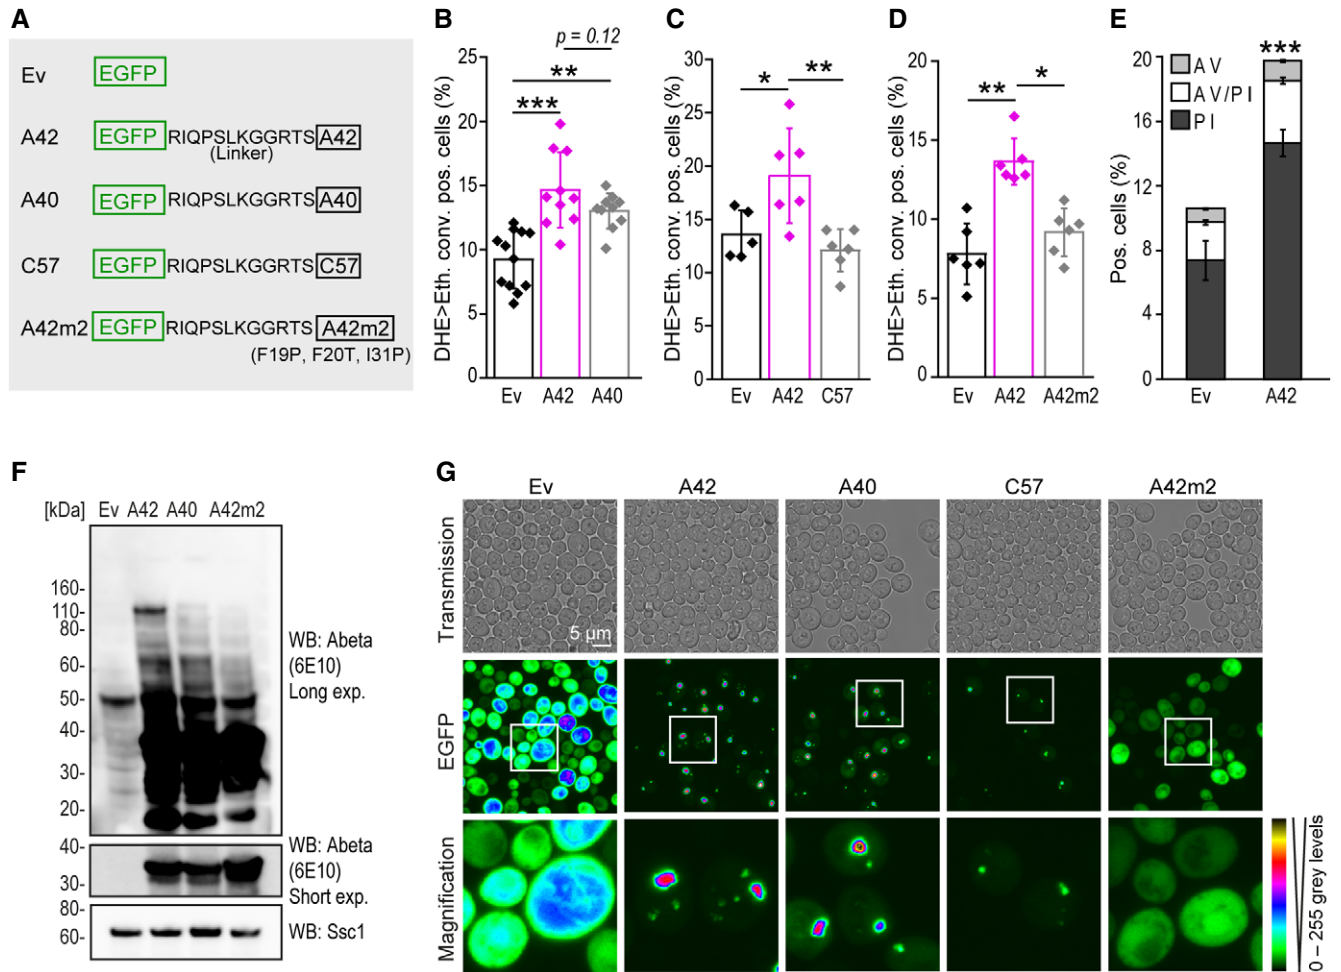 A
Ev EGFP
A42 EGFP RIQPSLKGGRTS A42
(Linker)
A40 EGFP RIQPSLKGGRTS A40
C57 EGFP RIQPSLKGGRTS C57
A42m2 EGFP RIQPSLKGGRTS A42m2
(F19P, F20T, I31P)
B
p = 0.12
**
***
DHE>Eth. conv. pos. cells (%)
25
20
15
10
5
0
Ev A42 A40
C
* **
DHE>Eth. conv. pos. cells (%)
30
25
20
15
10
5
0
Ev A42 C57
D
** *
DHE>Eth. conv. pos. cells (%)
20
15
10
5
0
Ev A42 A42m2
E
***
AV
AV/PI
PI
Pos. cells (%)
20
16
12
8
4
0
Ev A42
F
[kDa] Ev A42 A40 A42m2
160-
110-
80-
60-
50-
40-
30-
20-
WB: Abeta
(6E10)
Long exp.
40-
30-
WB: Abeta
(6E10)
Short exp.
80-
60-
WB: Ssc1
G
Ev A42 A40 C57 A42m2
Transmission
5 µm
EGFP
Magnification
0 – 255 grey levels